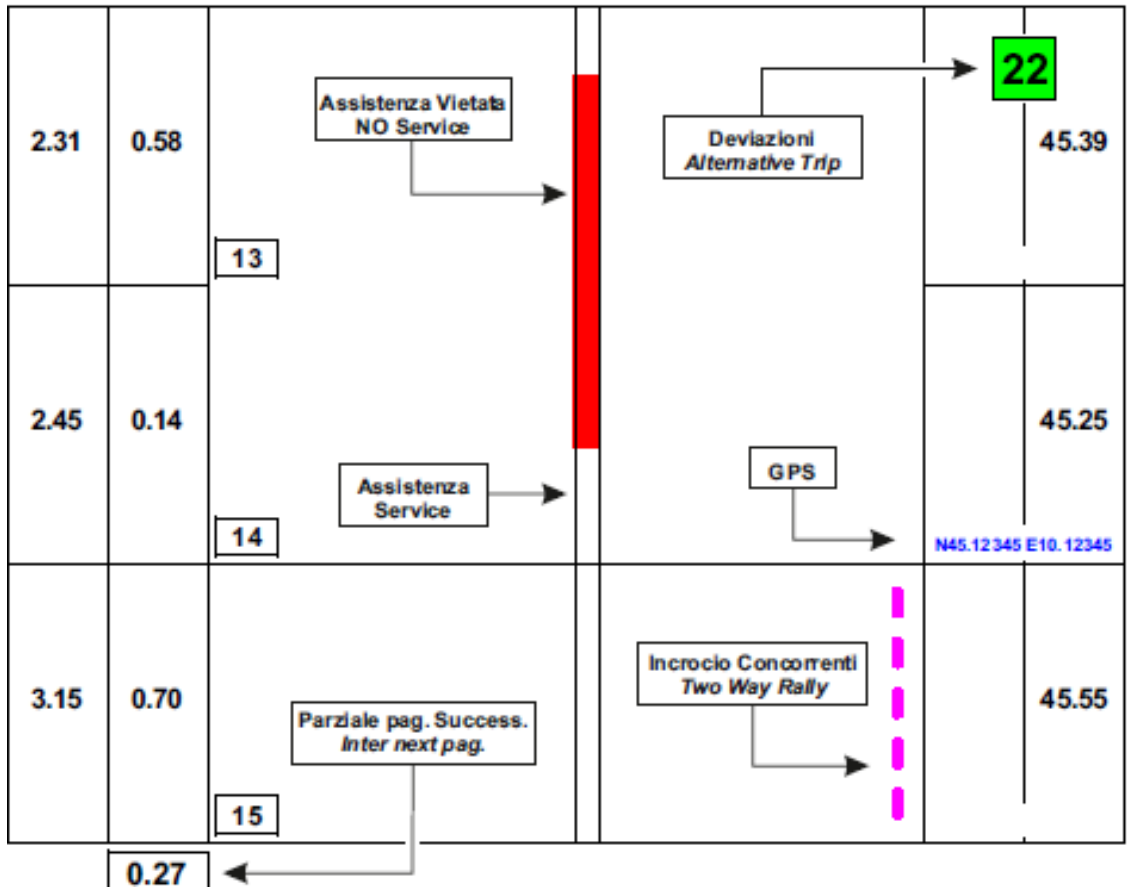 22
Assistenza Vietata
NO Service
2.31
0.58
Deviazioni
Alternative Trip
45.39
13
2.45
0.14
45.25
GPS
Assistenza
Service
14
N45.12345 E10.12345
Incrocio Concorrenti
Two Way Rally
3.15
0.70
45.55
Parziale pag. Success.
Inter next pag.
15
0.27